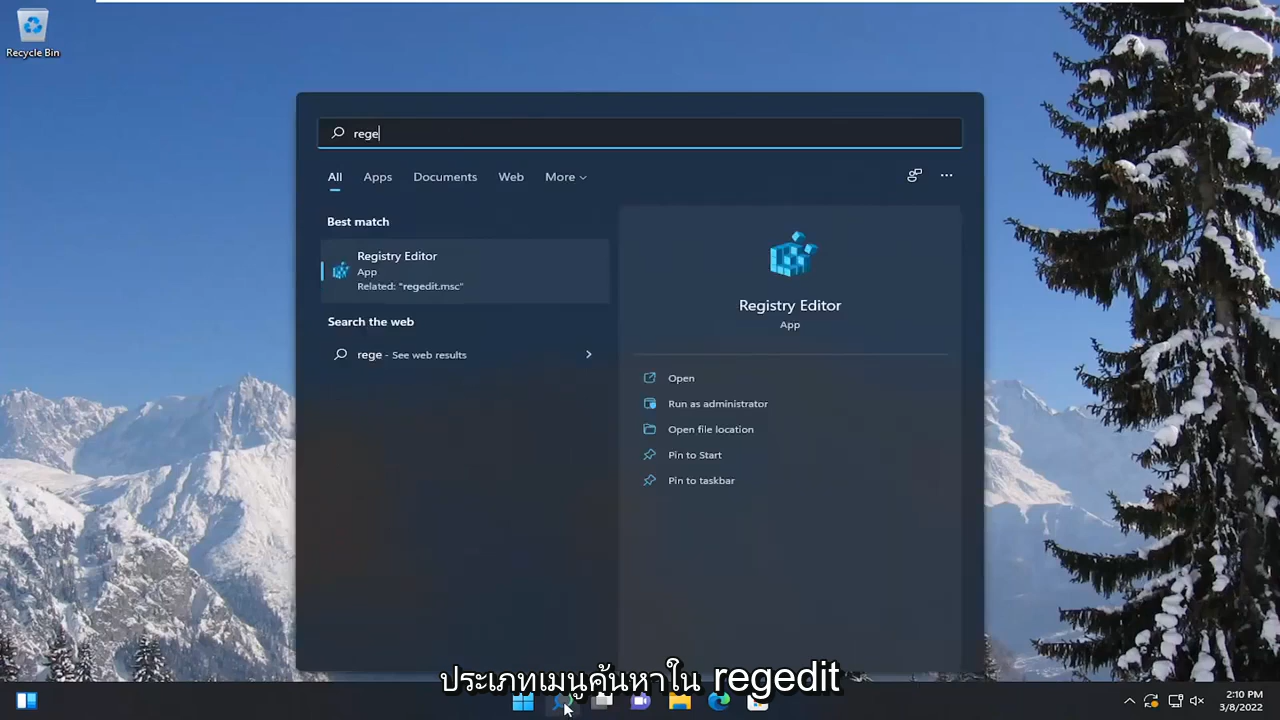 Recycle Bin
rege
All
Apps
Documents
Web
More
Best match
Registry Editor
App
Related: "regedit.msc"
Search the web
rege - See web results
Registry Editor
App
Open
Run as administrator
Open file location
Pin to Start
Pin to taskbar
ประเภทเมนูค้นหาใน regedit
2:10 PM
3/8/2022